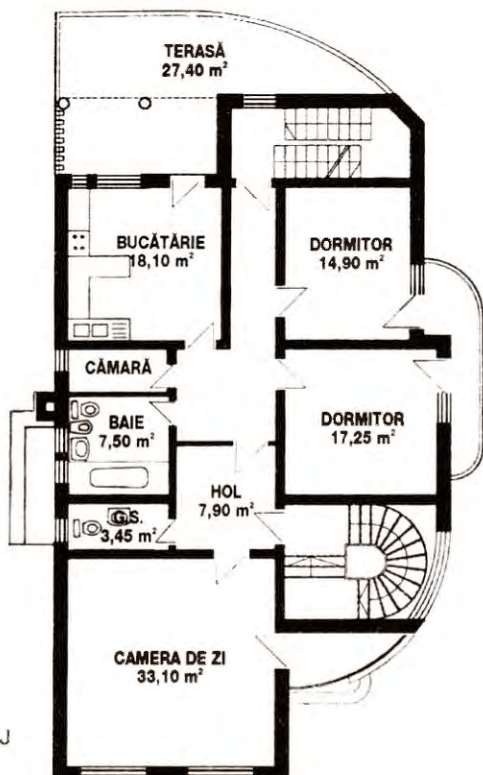 TERASĂ
27,40 m²
BUCĂTĂRIE
18,10 m²
DORMITOR
14,90 m²
CĂMARĂ
BAIE
7,50 m²
DORMITOR
17,25 m²
HOL
7,90 m²
G.S.
3,45 m²
CAMERA DE ZI
33,10 m²
J